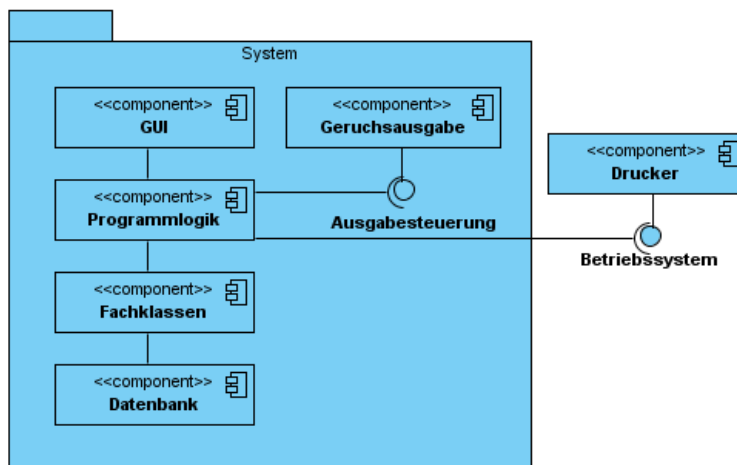 System
<<component>>
GUI
<<component>>
Geruchsausgabe
<<component>>
Drucker
<<component>>
Programmlogik
Ausgabesteuerung
Betriebssystem
<<component>>
Fachklassen
<<component>>
Datenbank